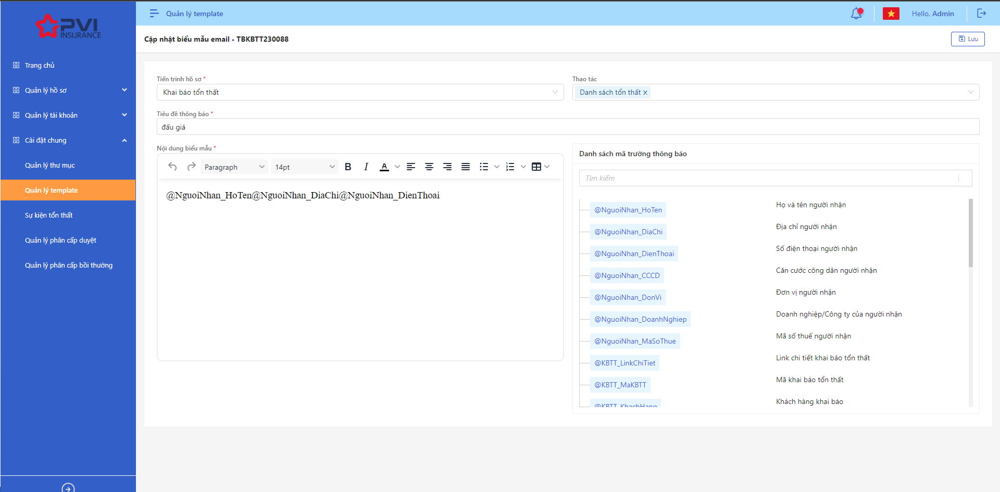 PVI
INSURANCE
Trang chủ
Quản lý hồ sơ
Quản lý tài khoản
Cài đặt chung
Quản lý thư mục
Quản lý template
Sự kiện tổn thất
Quản lý phân cấp duyệt
Quản lý phân cấp bồi thường
Quản lý template
Hello, Admin
Cập nhật biểu mẫu email - TBKBTT230088
Lưu
Tiến trình hồ sơ *
Khai báo tổn thất
Thao tác
Danh sách tổn thất x
Tiêu đề thông báo *
đấu giá
Nội dung biểu mẫu *
Paragraph
14pt
B I A
@NguoiNhan_HoTen@NguoiNhan_DiaChi@NguoiNhan_DienThoai
Danh sách mã trường thông báo
Tìm kiếm
@NguoiNhan_HoTen Họ và tên người nhận
@NguoiNhan_DiaChi Địa chỉ người nhận
@NguoiNhan_DienThoai Số điện thoại người nhận
@NguoiNhan_CCCD Căn cước công dân người nhận
@NguoiNhan_DonVi Đơn vị người nhận
@NguoiNhan_DoanhNghiep Doanh nghiệp/Công ty của người nhận
@NguoiNhan_MaSoThue Mã số thuế người nhận
@KBTT_LinkChiTiet Link chi tiết khai báo tổn thất
@KBTT_MaKBTT Mã khai báo tổn thất
@KBTT_KhachHang Khách hàng khai báo